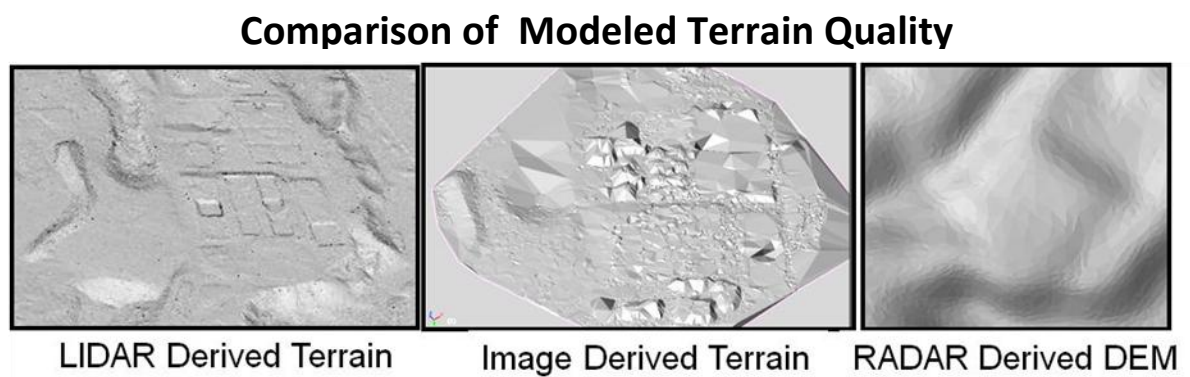 Comparison of  Modeled Terrain Quality
LIDAR Derived Terrain
Image Derived Terrain
RADAR Derived DEM